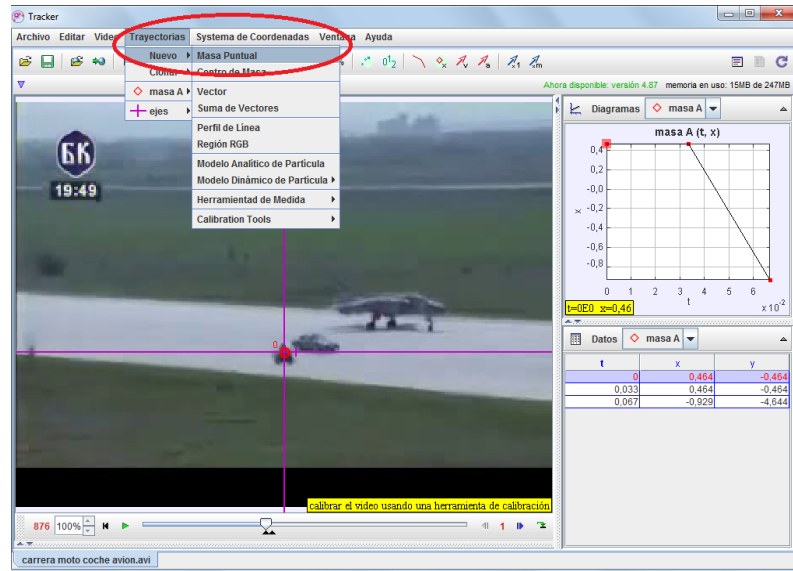 Tracker
Archivo Editar Video Trayectorias Systema de Coordenadas Ventana Ayuda
Nuevo
Clonar
masa A
ejes
Masa Puntual
Centro de Masa
Vector
Suma de Vectores
Perfil de Linea
Región RGB
Modelo Analitico de Particula
Modelo Dinámico de Particula
Herramientad de Medida
Calibration Tools
Ahora disponible: versión 4.87 memoria en uso: 15MB de 247MB
БК
19:49
0
calibrar el video usando una herramienta de calibración
876 100% 1
carrera moto coche avion.avi
Diagramas masa A
masa A (t, x)
0,4
0,2
-0,0
-0,2
-0,4
-0,6
-0,8
x
0 1 2 3 4 5 6
t
x 10-2
t=0E0 x=0,46
Datos masa A
t x y
0 0,464 -0,464
0,033 0,464 -0,464
0,067 -0,929 -4,644